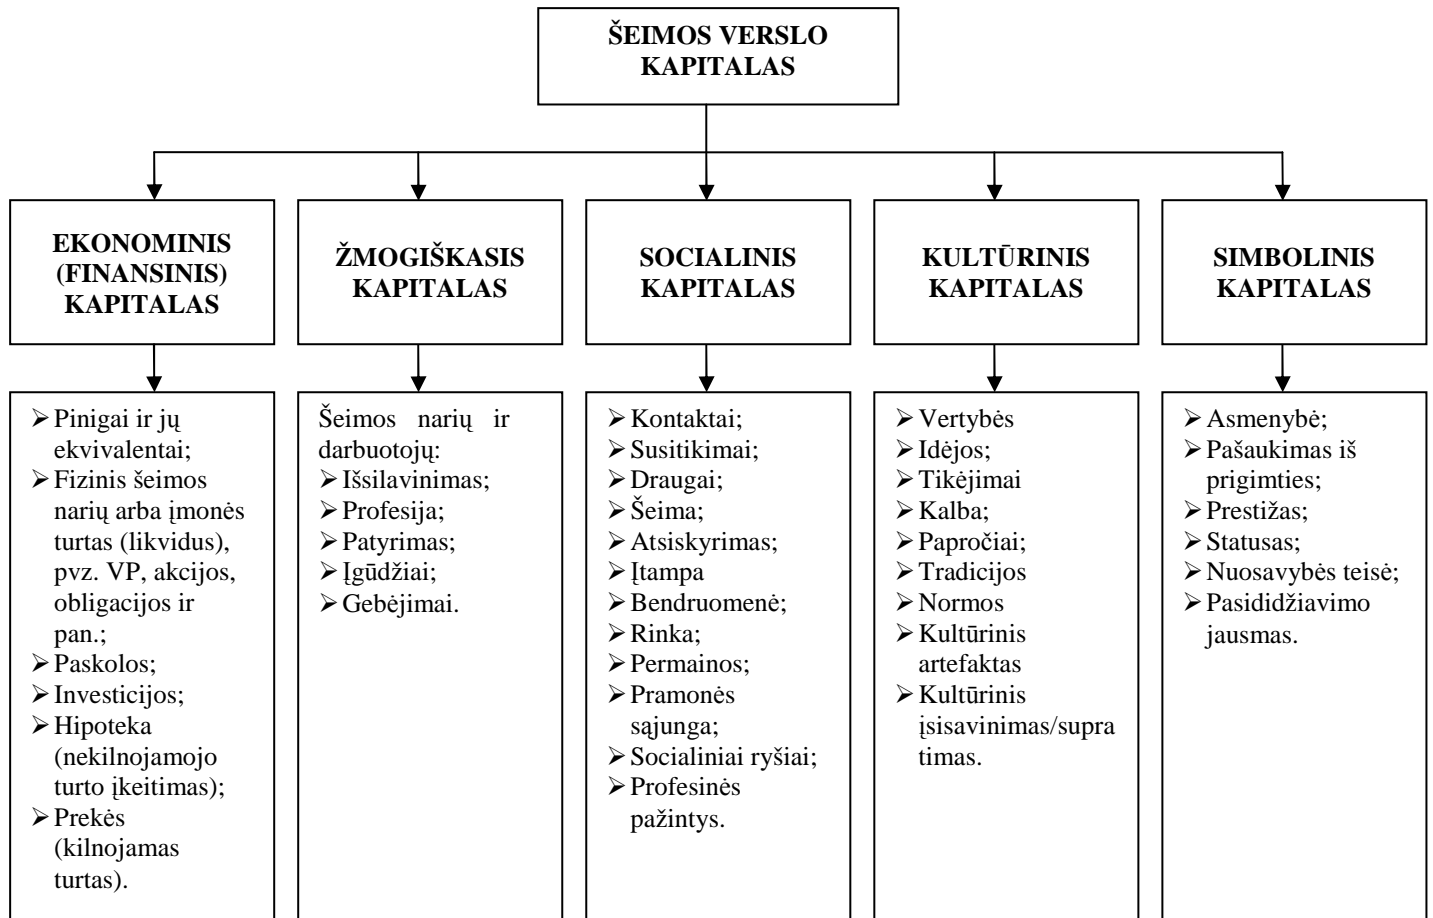 ŠEIMOS VERSLO
KAPITALAS
EKONOMINIS
(FINANSINIS)
KAPITALAS
ŽMOGIŠKASIS
KAPITALAS
SOCIALINIS
KAPITALAS
KULTŪRINIS
KAPITALAS
SIMBOLINIS
KAPITALAS
➢ Pinigai ir jų
ekvivalentai;
➢ Fizinis šeimos
narių arba įmonės
turtas (likvidus),
pvz. VP, akcijos,
obligacijos ir
pan.;
➢ Paskolos;
➢ Investicijos;
➢ Hipoteka
(nekilnojamojo
turto įkeitimas);
➢ Prekės
(kilnojamas
turtas).
Šeimos narių ir
darbuotojų:
➢ Išsilavinimas;
➢ Profesija;
➢ Patyrimas;
➢ Įgūdžiai;
➢ Gebėjimai.
➢ Kontaktai;
➢ Susitikimai;
➢ Draugai;
➢ Šeima;
➢ Atsiskyrimas;
➢ Įtampa
➢ Bendruomenė;
➢ Rinka;
➢ Permainos;
➢ Pramonės
sąjunga;
➢ Socialiniai ryšiai;
➢ Profesinės
pažintys.
➢ Vertybės
➢ Idėjos;
➢ Tikėjimai
➢ Kalba;
➢ Papročiai;
➢ Tradicijos
➢ Normos
➢ Kultūrinis
artefaktas
➢ Kultūrinis
įsisavinimas/supra
timas.
➢ Asmenybė;
➢ Pašaukimas iš
prigimties;
➢ Prestižas;
➢ Statusas;
➢ Nuosavybės teisė;
➢ Pasididžiavimo
jausmas.